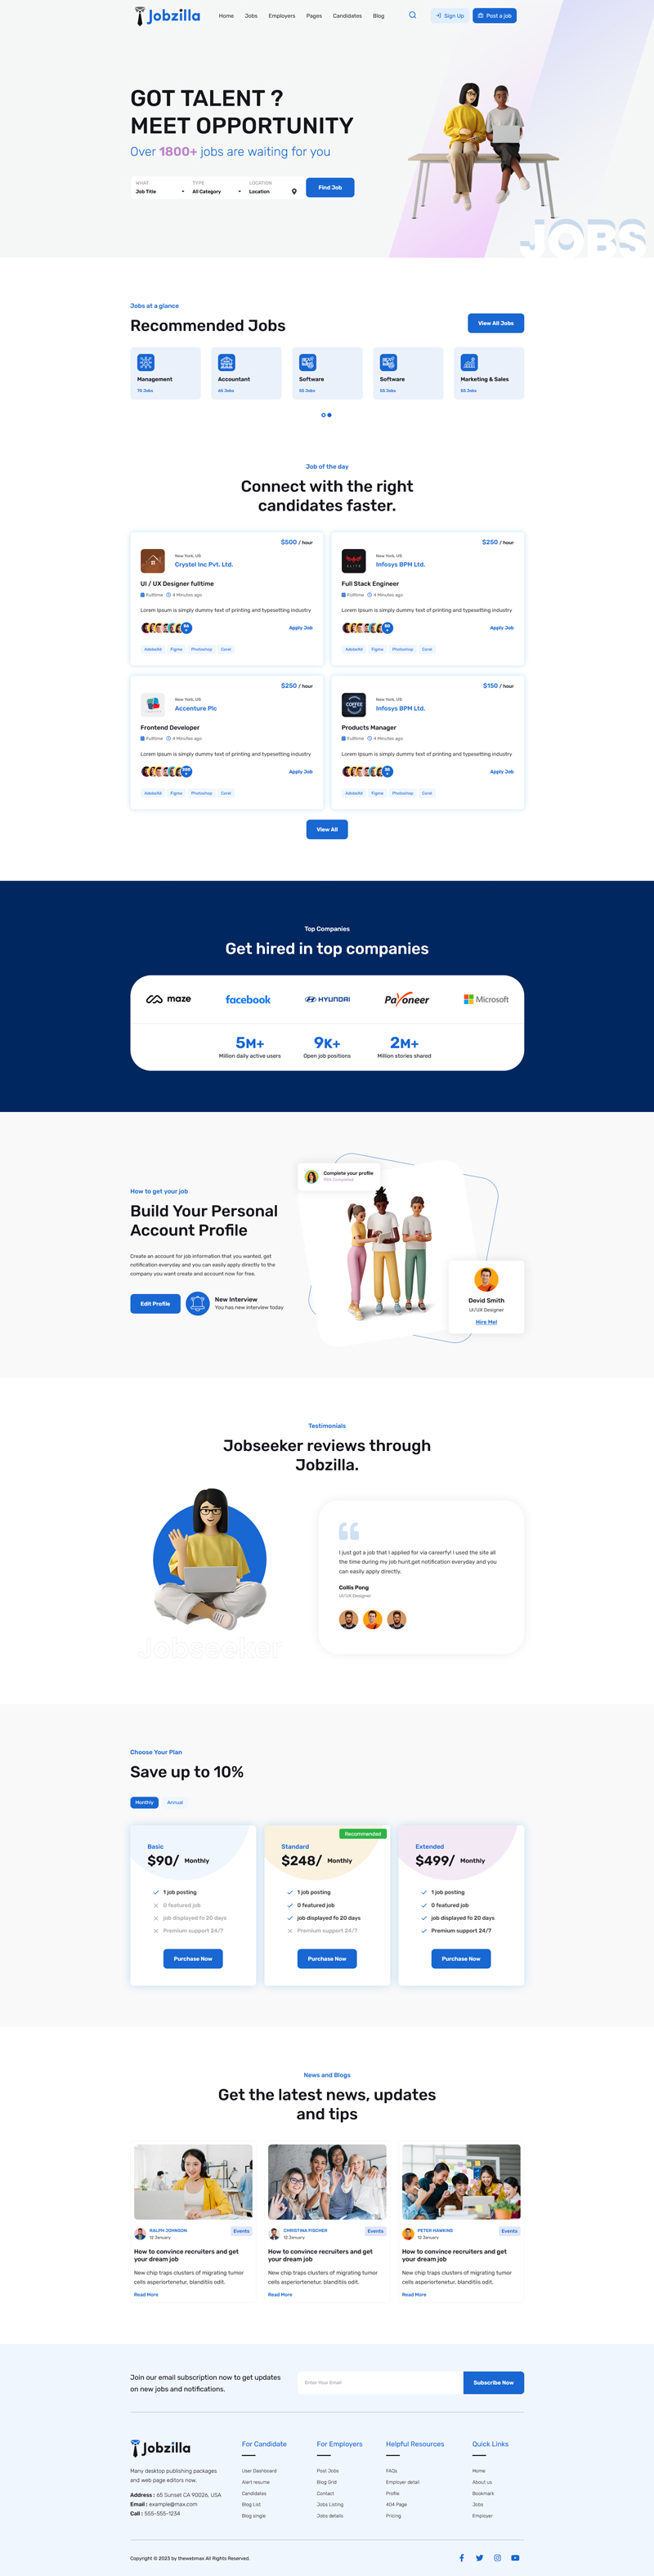 Jobzilla
Home Jobs Employers Pages Candidates Blog
Sign Up
Post a job
GOT TALENT ?
MEET OPPORTUNITY
Over 1800+ jobs are waiting for you
WHAT TYPE LOCATION
Job Title All Category Location
Find Job
JOBS
Jobs at a glance
Recommended Jobs
View All Jobs
Management Accountant Software Software Marketing & Sales
Job of the day
Connect with the right
candidates faster.
$500 / hour
New York, US
Crystel Inc Pvt. Ltd.
UI / UX Designer fulltime
Fulltime 4 Minutes ago
Lorem Ipsum is simply dummy text of printing and typesetting industry
Apply Job
AdobeXd Figma Photoshop Coral
$250 / hour
New York, US
Infosys BPM Ltd.
Full Stack Engineer
Fulltime 4 Minutes ago
Lorem Ipsum is simply dummy text of printing and typesetting industry
Apply Job
AdobeXd Figma Photoshop Coral
$250 / hour
New York, US
Accenture Plc
Frontend Developer
Fulltime 4 Minutes ago
Lorem Ipsum is simply dummy text of printing and typesetting industry
Apply Job
AdobeXd Figma Photoshop Coral
$150 / hour
COFFEE
New York, US
Infosys BPM Ltd.
Products Manager
Fulltime 4 Minutes ago
Lorem Ipsum is simply dummy text of printing and typesetting industry
Apply Job
AdobeXd Figma Photoshop Coral
View All
Top Companies
Get hired in top companies
maze facebook HYUNDAI Payoneer Microsoft
5M+ 9K+ 2M+
Million daily active users Open job positions Million stories shared
Complete your profile
How to get your job
Build Your Personal
Account Profile
Create an account for job information that you wanted, get
notification everyday and you can easily apply directly to the
company you want create and account now for free.
Edit Profile
New Interview
You has new interview today
Devid Smith
UI/UX Designer
Hire Me!
Testimonials
Jobseeker reviews through
Jobzilla.
I just got a job that I applied for via careerfy! I used the site all
the time during my job hunt.get notification everyday and you
can easily apply directly.
Collis Pong
UI/UX Designer
Jobseeker
Choose Your Plan
Save up to 10%
Monthly Annual
Basic
$90/ Monthly
1 job posting
0 featured job
job displayed fo 20 days
Premium support 24/7
Purchase Now
Recommended
Standard
$248/ Monthly
1 job posting
0 featured job
job displayed fo 20 days
Premium support 24/7
Purchase Now
Extended
$499/ Monthly
1 job posting
0 featured job
job displayed fo 20 days
Premium support 24/7
Purchase Now
News and Blogs
Get the latest news, updates
and tips
RALPH JOHNSON
12 January
Events
How to convince recruiters and get
your dream job
New chip traps clusters of migrating tumor
cells asperiortenetur, blanditiis odit.
Read More
CHRISTINA FISCHER
12 January
Events
How to convince recruiters and get
your dream job
New chip traps clusters of migrating tumor
cells asperiortenetur, blanditiis odit.
Read More
PETER HAWKINS
12 January
Events
How to convince recruiters and get
your dream job
New chip traps clusters of migrating tumor
cells asperiortenetur, blanditiis odit.
Read More
Join our email subscription now to get updates
on new jobs and notifications.
Enter Your Email
Subscribe Now
Jobzilla
Many desktop publishing packages
and web page editors now.
Address : 65 Sunset CA 90026, USA
Email : example@max.com
Call : 555-555-1234
For Candidate
User Dashboard
Alert resume
Candidates
Blog List
Blog single
For Employers
Post Jobs
Blog Grid
Contact
Jobs Listing
Jobs details
Helpful Resources
FAQs
Employer detail
Profile
404 Page
Pricing
Quick Links
Home
About us
Bookmark
Jobs
Employer
Copyright © 2023 by thewebmax All Rights Reserved.